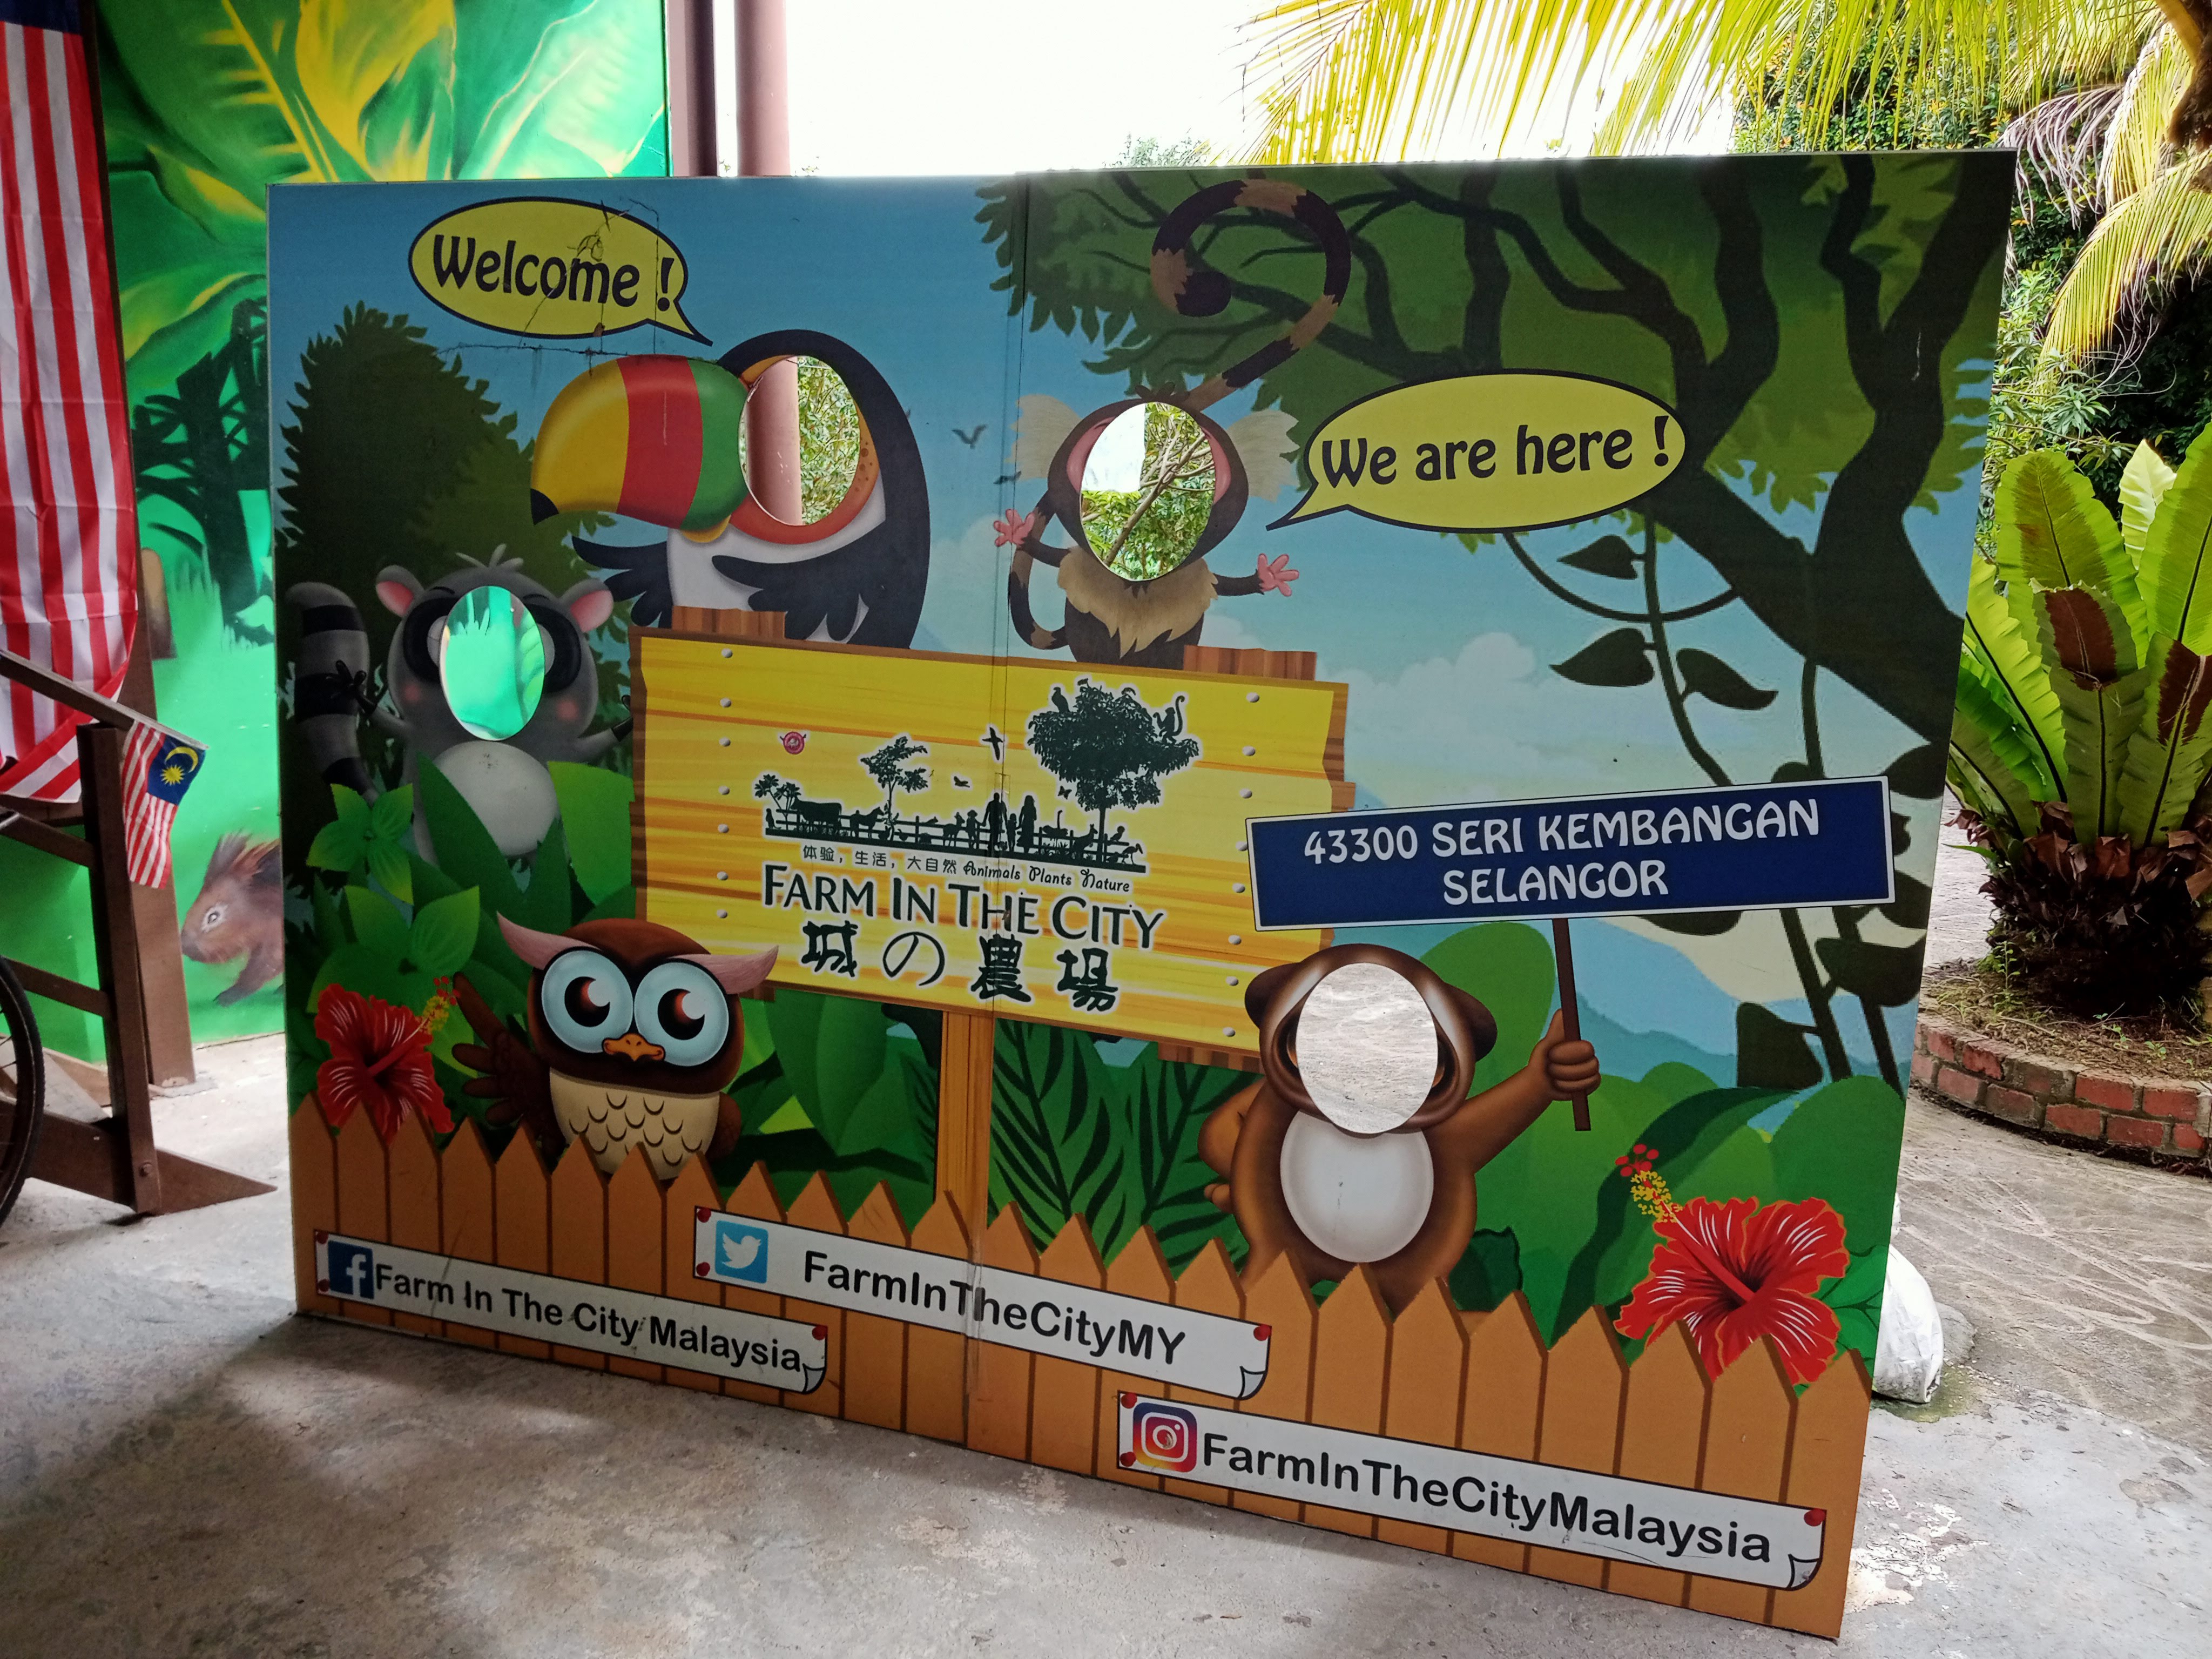 Welcome !
We are here !
体验，生活，大自然 Animals Plants Nature
FARM IN THE CITY
城の農場
43300 SERI KEMBANGAN
SELANGOR
Farm In The City Malaysia
FarmInTheCityMY
FarmInTheCityMalaysia